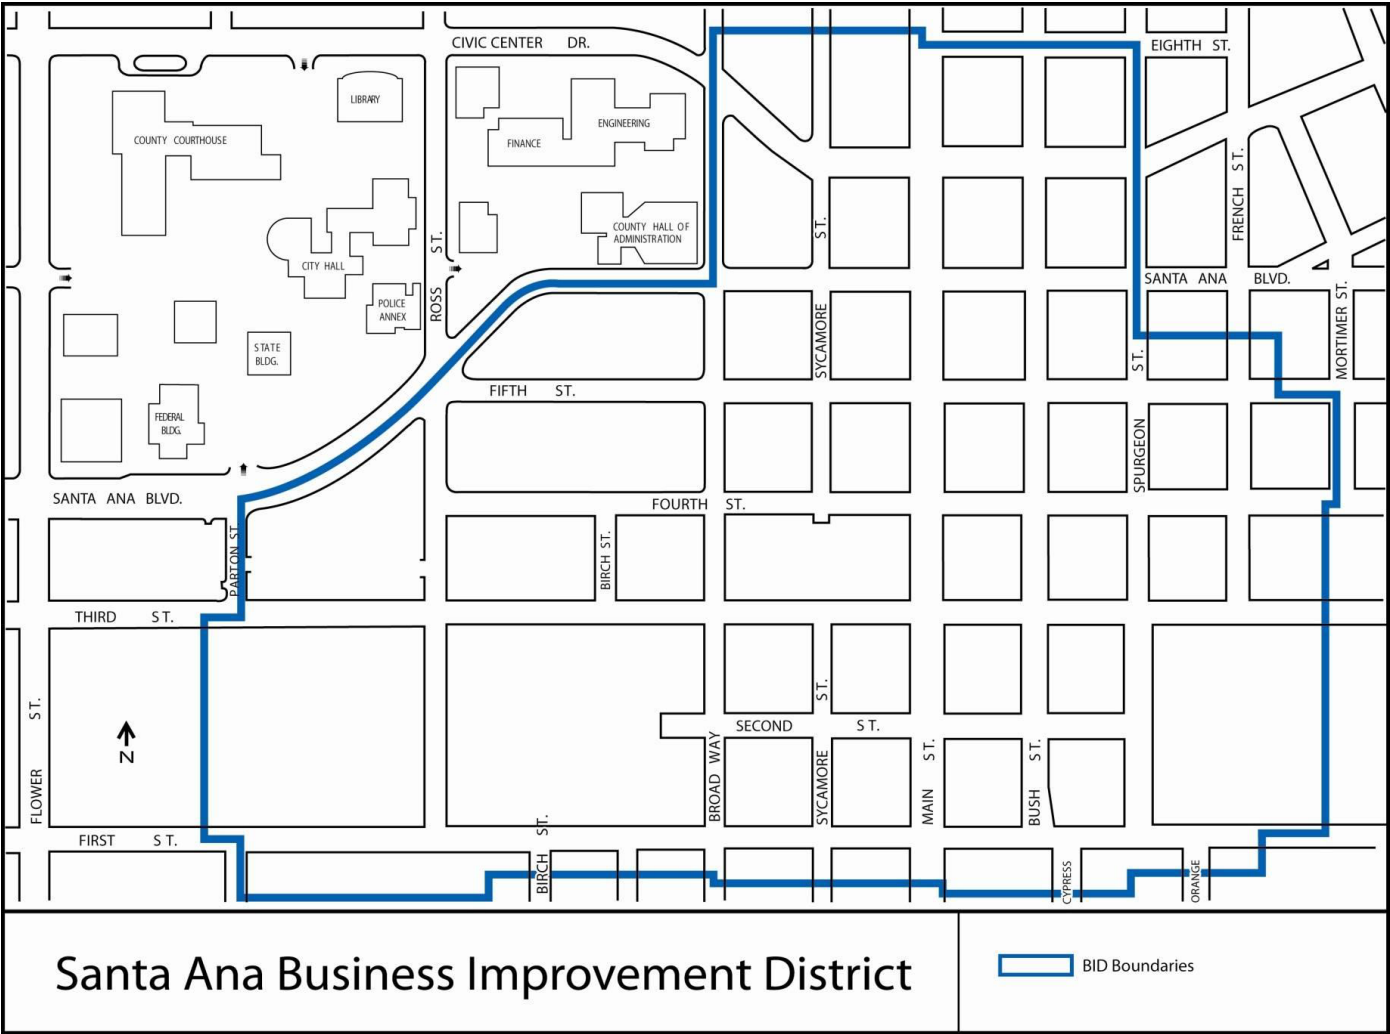 CIVIC CENTER DR.
EIGHTH ST.
LIBRARY
COUNTY COURTHOUSE
ENGINEERING
FINANCE
FRENCH ST.
COUNTY HALL OF
ADMINISTRATION
ST.
CITY HALL
ROSS ST.
SANTA ANA BLVD.
POLICE
ANNEX
SYCAMORE
MORTIMER ST.
STATE
BLDG.
ST.
FIFTH ST.
FEDERAL
BLDG.
SPURGEON
SANTA ANA BLVD.
FOURTH ST.
PARTON ST.
BIRCH ST.
THIRD ST.
FLOWER ST.
N
SECOND ST.
BROAD WAY
SYCAMORE ST.
MAIN ST.
BUSH ST.
FIRST ST.
BIRCH ST.
CYPRESS
ORANGE
Santa Ana Business Improvement District
BID Boundaries